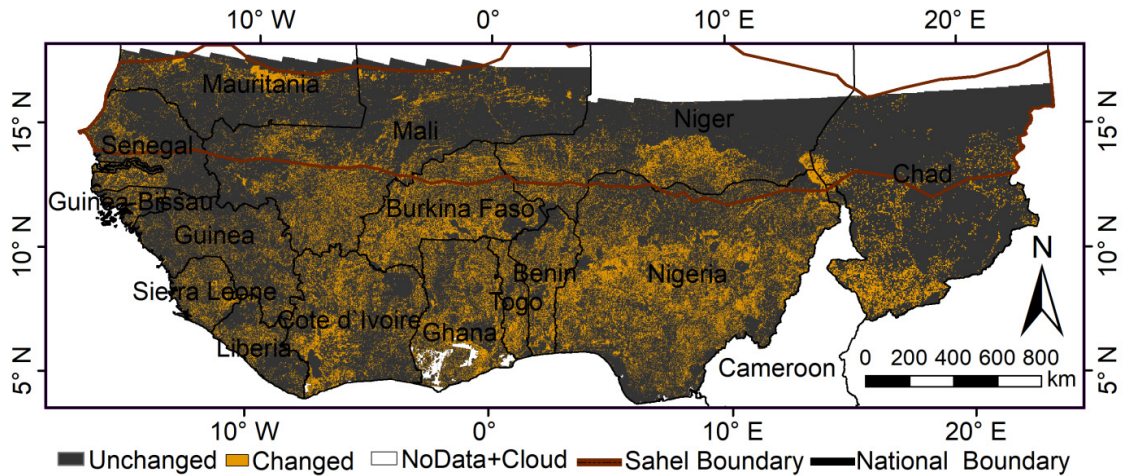 10° W 0° 10° E 20° E
15° N
10° N
5° N
15° N
10° N
5° N
Mauritania
Mali
Niger
Senegal
Chad
Guinea-Bissau
Burkina Faso
Guinea
Benin
Nigeria
Sierra Leone
Togo
Cote d'Ivoire
Ghana
Liberia
Cameroon
N
0 200 400 600 800
km
10° W 0° 10° E 20° E
Unchanged Changed NoData+Cloud Sahel Boundary National Boundary